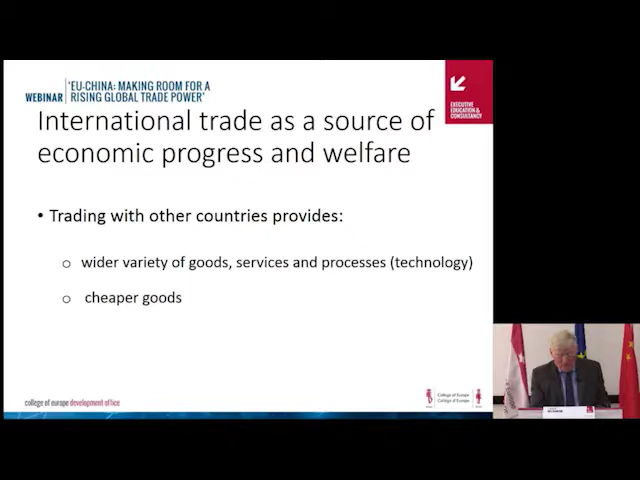 WEBINAR
'EU-CHINA: MAKING ROOM FOR A
RISING GLOBAL TRADE POWER'
EXECUTIVE
EDUCATION &
CONSULTANCY
International trade as a source of
economic progress and welfare
• Trading with other countries provides:
o wider variety of goods, services and processes (technology)
o cheaper goods
college of europe development office
College of Europe
Collège d'Europe